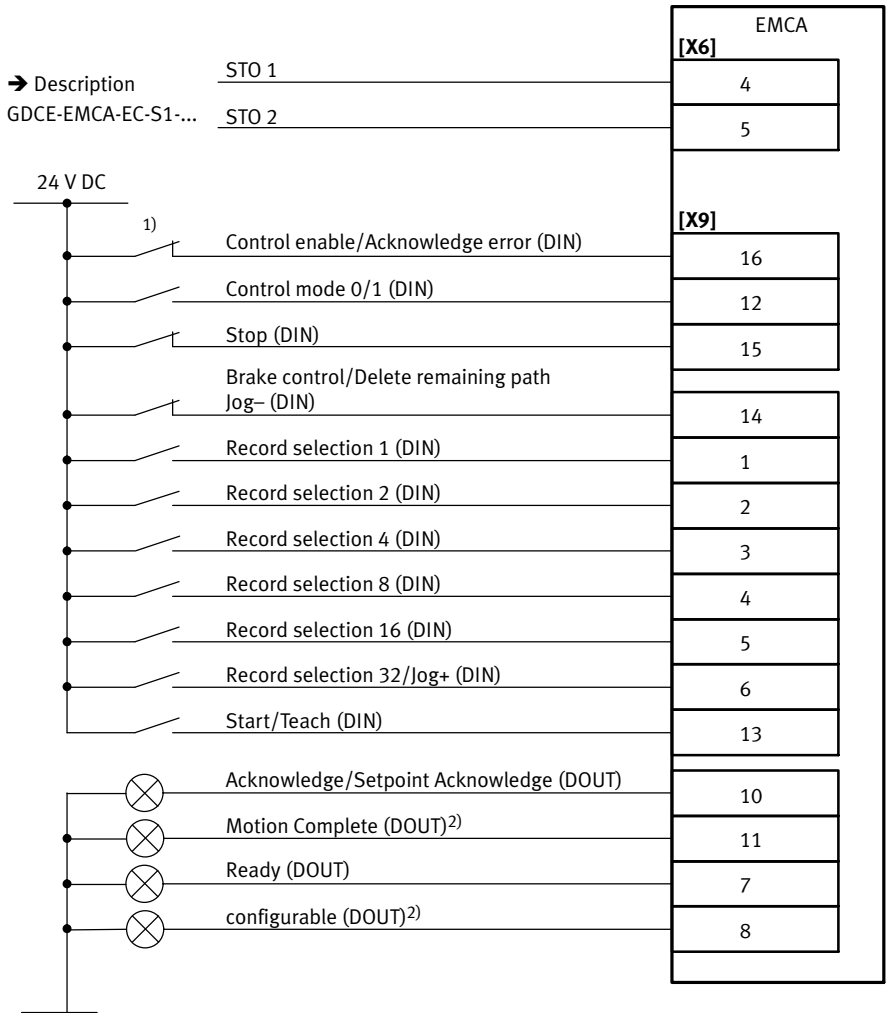 EMCA
[X6]
STO 1
4
➔ Description
GDCE-EMCA-EC-S1-...
STO 2
5
24 V DC
[X9]
1)
Control enable/Acknowledge error (DIN)
16
Control mode 0/1 (DIN)
12
Stop (DIN)
15
Brake control/Delete remaining path
Jog– (DIN)
14
Record selection 1 (DIN)
1
Record selection 2 (DIN)
2
Record selection 4 (DIN)
3
Record selection 8 (DIN)
4
Record selection 16 (DIN)
5
Record selection 32/Jog+ (DIN)
6
Start/Teach (DIN)
13
Acknowledge/Setpoint Acknowledge (DOUT)
10
Motion Complete (DOUT)2)
11
Ready (DOUT)
7
configurable (DOUT)2)
8